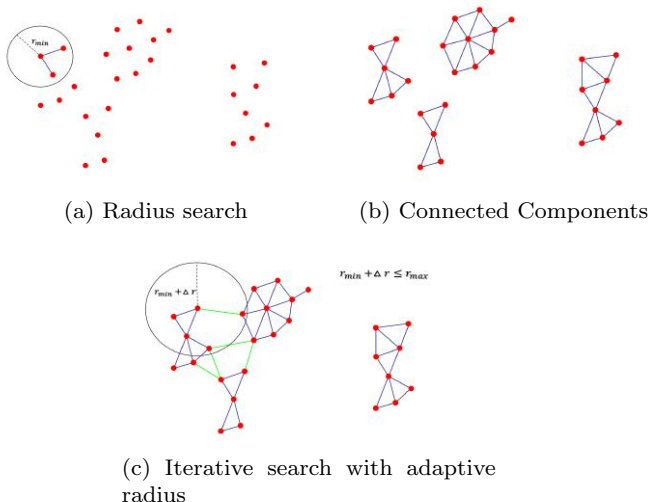 r_min
(a) Radius search
(b) Connected Components
r_min + Δ r
r_min + Δ r ≤ r_max
(c) Iterative search with adaptive
radius